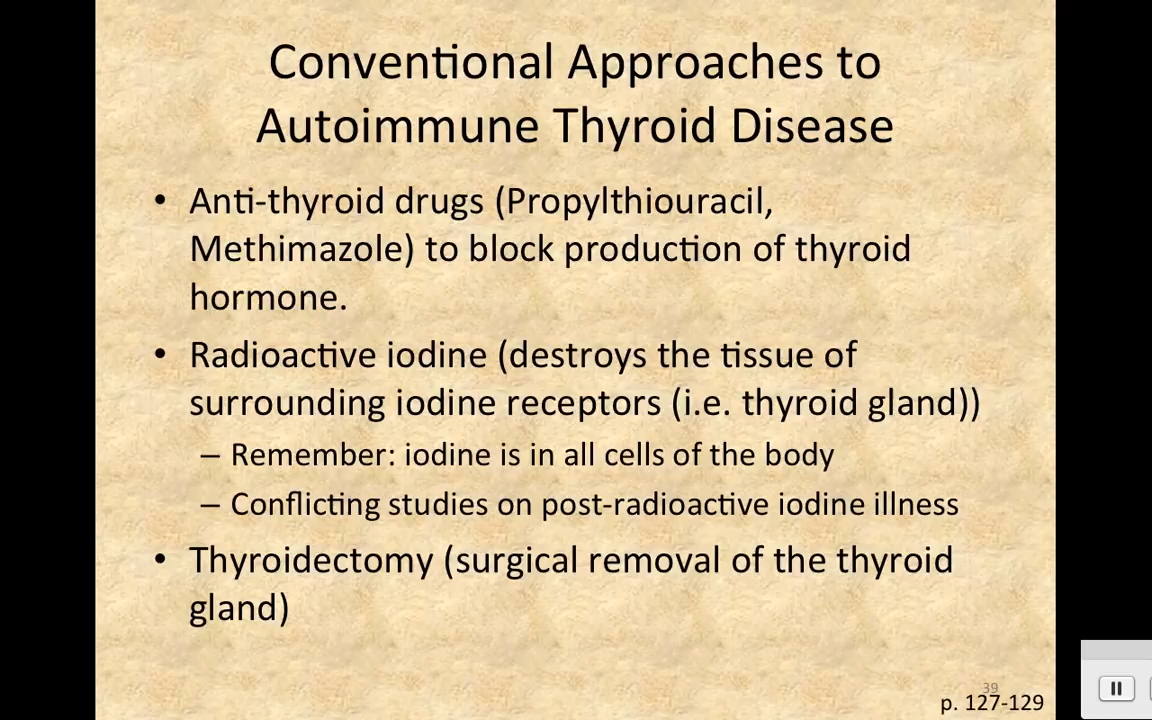 Conventional Approaches to
Autoimmune Thyroid Disease
• Anti-thyroid drugs (Propylthiouracil,
Methimazole) to block production of thyroid
hormone.
• Radioactive iodine (destroys the tissue of
surrounding iodine receptors (i.e. thyroid gland))
– Remember: iodine is in all cells of the body
– Conflicting studies on post-radioactive iodine illness
• Thyroidectomy (surgical removal of the thyroid
gland)
39
p. 127-129